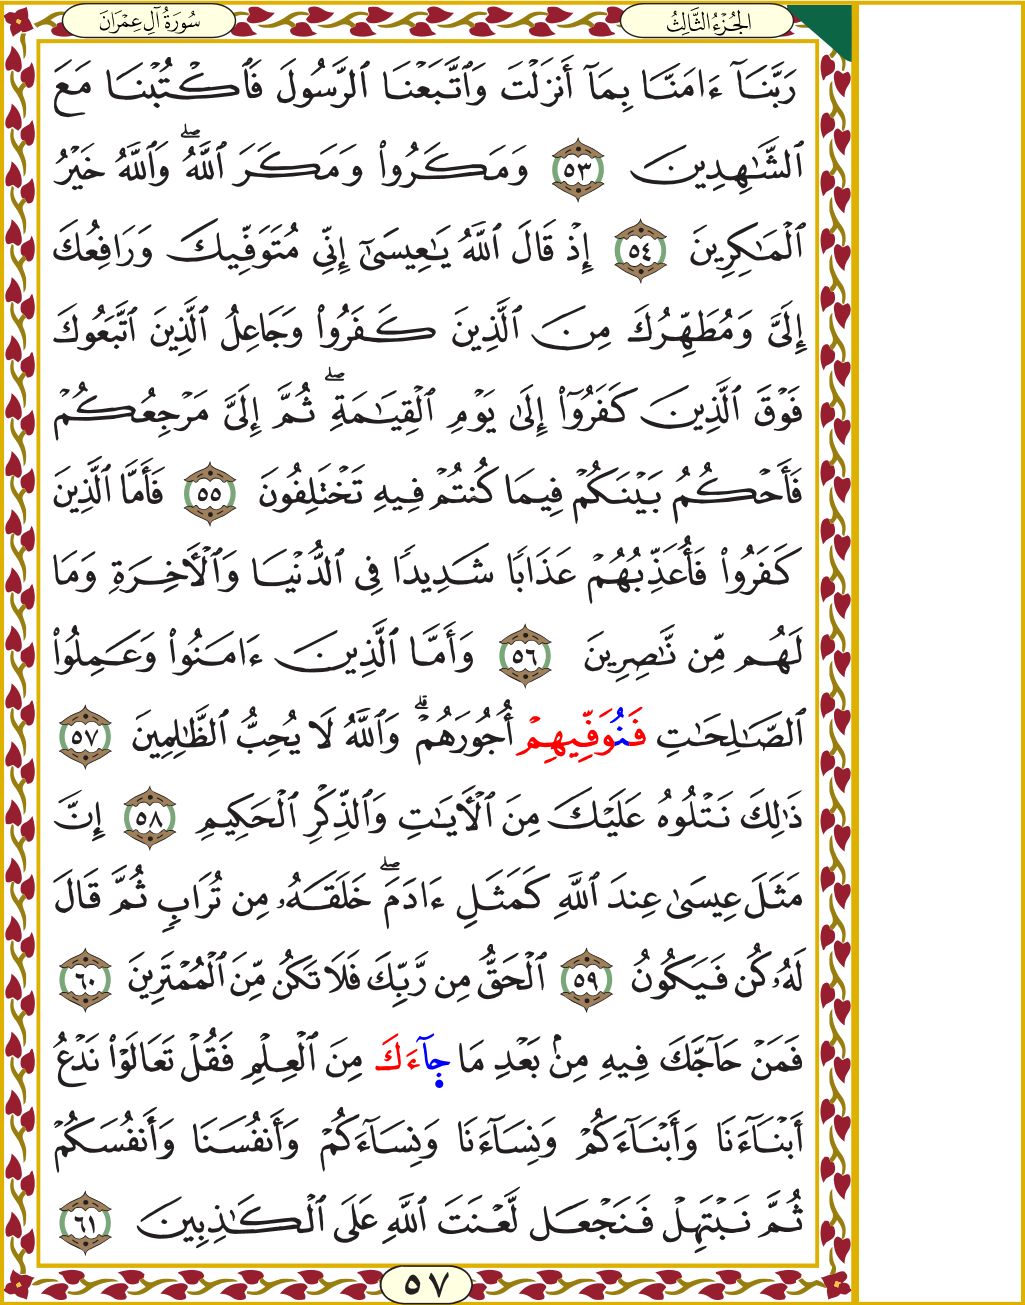 الجُزْءُ الثَّالِثُ
سُورَةُ آلِ عِمْرَانَ
رَبَّنَآ ءَامَنَّا بِمَآ أَنزَلْتَ وَٱتَّبَعْنَا ٱلرَّسُولَ فَٱكْتُبْنَا مَعَ
ٱلشَّٰهِدِينَ ٥٣ وَمَكَرُوا۟ وَمَكَرَ ٱللَّهُ ۖ وَٱللَّهُ خَيْرُ
ٱلْمَٰكِرِينَ ٥٤ إِذْ قَالَ ٱللَّهُ يَٰعِيسَىٰٓ إِنِّى مُتَوَفِّيكَ وَرَافِعُكَ
إِلَىَّ وَمُطَهِّرُكَ مِنَ ٱلَّذِينَ كَفَرُوا۟ وَجَاعِلُ ٱلَّذِينَ ٱتَّبَعُوكَ
فَوْقَ ٱلَّذِينَ كَفَرُوٓا۟ إِلَىٰ يَوْمِ ٱلْقِيَٰمَةِ ۖ ثُمَّ إِلَىَّ مَرْجِعُكُمْ
فَأَحْكُمُ بَيْنَكُمْ فِيمَا كُنتُمْ فِيهِ تَخْتَلِفُونَ ٥٥ فَأَمَّا ٱلَّذِينَ
كَفَرُوا۟ فَأُعَذِّبُهُمْ عَذَابًا شَدِيدًا فِى ٱلدُّنْيَا وَٱلْأَخِرَةِ وَمَا
لَهُم مِّن نَّٰصِرِينَ ٥٦ وَأَمَّا ٱلَّذِينَ ءَامَنُوا۟ وَعَمِلُوا۟
ٱلصَّٰلِحَٰتِ فَنُوَفِّيهِمْ أُجُورَهُمْ ۗ وَٱللَّهُ لَا يُحِبُّ ٱلظَّٰلِمِينَ ٥٧
ذَٰلِكَ نَتْلُوهُ عَلَيْكَ مِنَ ٱلْأَيَٰتِ وَٱلذِّكْرِ ٱلْحَكِيمِ ٥٨ إِنَّ
مَثَلَ عِيسَىٰ عِندَ ٱللَّهِ كَمَثَلِ ءَادَمَ ۖ خَلَقَهُۥ مِن تُرَابٍ ثُمَّ قَالَ
لَهُۥ كُن فَيَكُونُ ٥٩ ٱلْحَقُّ مِن رَّبِّكَ فَلَا تَكُن مِّنَ ٱلْمُمْتَرِينَ ٦٠
فَمَنْ حَآجَّكَ فِيهِ مِنۢ بَعْدِ مَا جَآءَكَ مِنَ ٱلْعِلْمِ فَقُلْ تَعَالَوْا۟ نَدْعُ
أَبْنَآءَنَا وَأَبْنَآءَكُمْ وَنِسَآءَنَا وَنِسَآءَكُمْ وَأَنفُسَنَا وَأَنفُسَكُمْ
ثُمَّ نَبْتَهِلْ فَنَجْعَل لَّعْنَتَ ٱللَّهِ عَلَى ٱلْكَٰذِبِينَ ٦١
٥٧